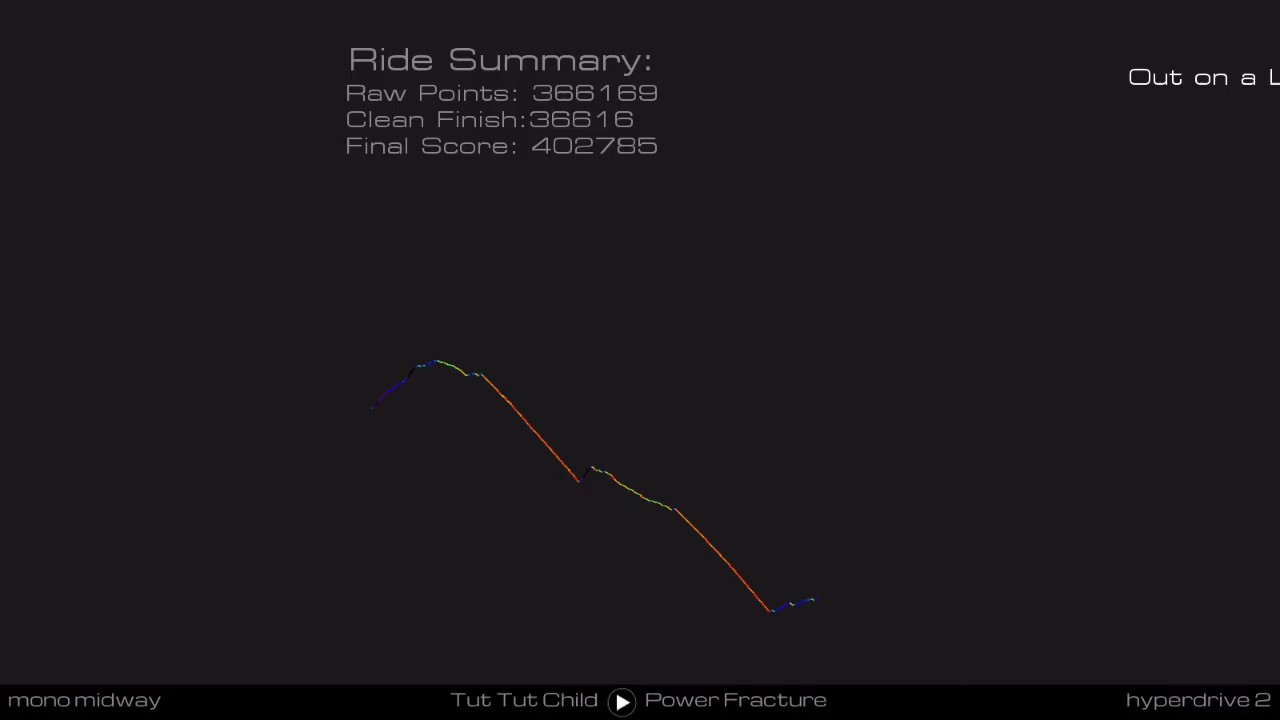 Ride Summary:
Out on a L
Raw Points: 366169
Clean Finish:36616
Final Score: 402785
mono midway
Tut Tut Child
Power Fracture
hyperdrive 2